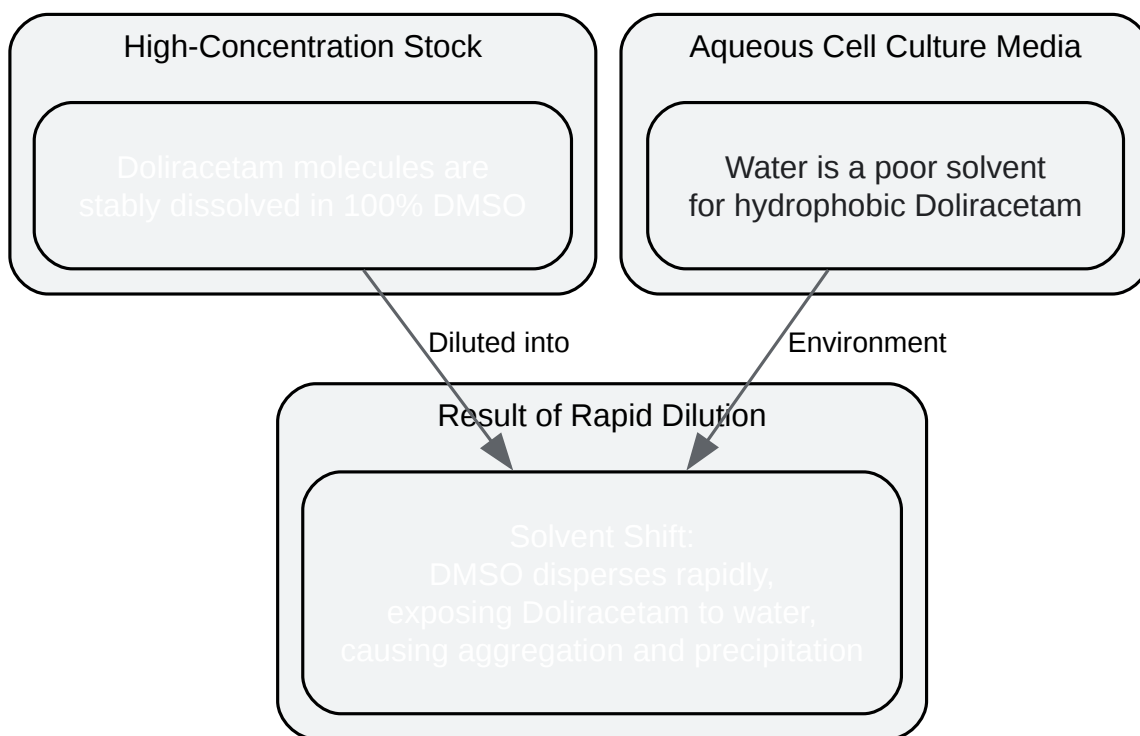 High-Concentration Stock
Doliracetam molecules are
stably dissolved in 100% DMSO
Aqueous Cell Culture Media
Water is a poor solvent
for hydrophobic Doliracetam
Diluted into
Environment
Result of Rapid Dilution
Solvent Shift:
DMSO disperses rapidly,
exposing Doliracetam to water,
causing aggregation and precipitation